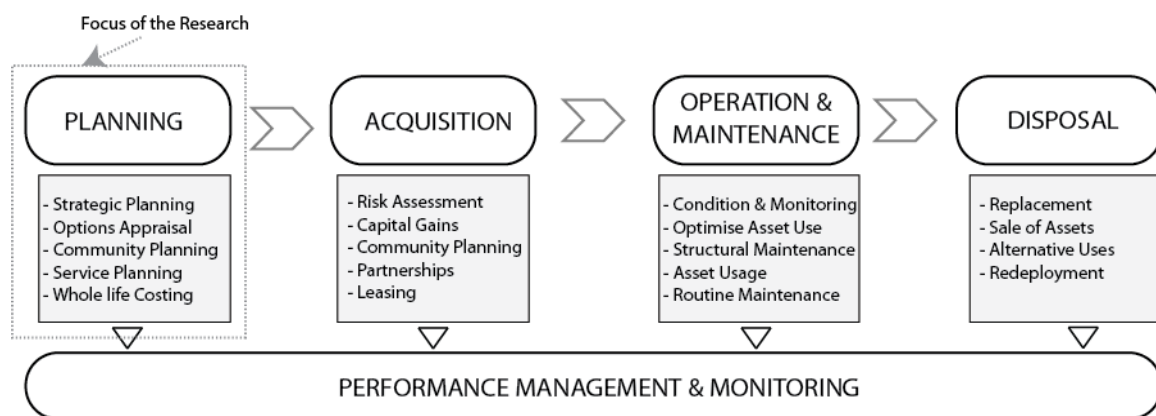 Focus of the Research
PLANNING
- Strategic Planning
- Options Appraisal
- Community Planning
- Service Planning
- Whole life Costing
ACQUISITION
- Risk Assessment
- Capital Gains
- Community Planning
- Partnerships
- Leasing
OPERATION &
MAINTENANCE
- Condition & Monitoring
- Optimise Asset Use
- Structural Maintenance
- Asset Usage
- Routine Maintenance
DISPOSAL
- Replacement
- Sale of Assets
- Alternative Uses
- Redeployment
PERFORMANCE MANAGEMENT & MONITORING